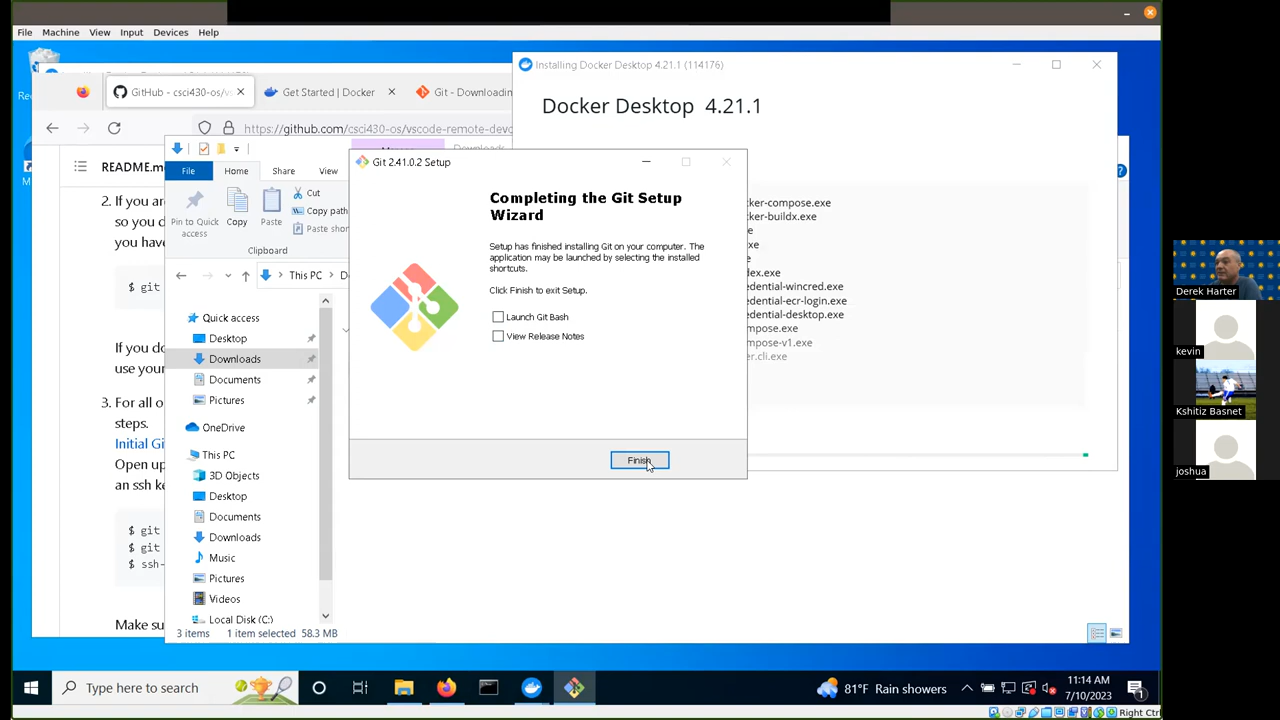 File Machine View Input Devices Help
Installing Docker Desktop 4.21.1 (114176)
GitHub - csci430-os/vs
Get Started | Docker
Git - Downloadin
Docker Desktop 4.21.1
https://github.com/csci430-os/vscode-remote-devc
README.m
File Home Share View
Git 2.41.0.2 Setup
Completing the Git Setup
Wizard
Setup has finished installing Git on your computer. The
application may be launched by selecting the installed
shortcuts.
Click Finish to exit Setup.
Launch Git Bash
View Release Notes
Finish
2. If you are
so you d
you have
$ git
If you do
use your
3. For all o
steps.
Initial Gi
Open up
an ssh ke
$ git
$ git
$ ssh-
Make su
Pin to Quick
access
Copy
Paste
Cut
Copy path
Paste shor
Clipboard
This PC
Quick access
Desktop
Downloads
Documents
Pictures
OneDrive
This PC
3D Objects
Desktop
Documents
Downloads
Music
Pictures
Videos
Local Disk (C:)
3 items 1 item selected 58.3 MB
cker-compose.exe
cker-buildx.exe
dex.exe
edential-wincred.exe
edential-ecr-login.exe
edential-desktop.exe
mpose.exe
mpose-v1.exe
er.cli.exe
Derek Harter
kevin
Kshitiz Basnet
joshua
Type here to search
81°F Rain showers
11:14 AM
7/10/2023
1
Right Ctrl